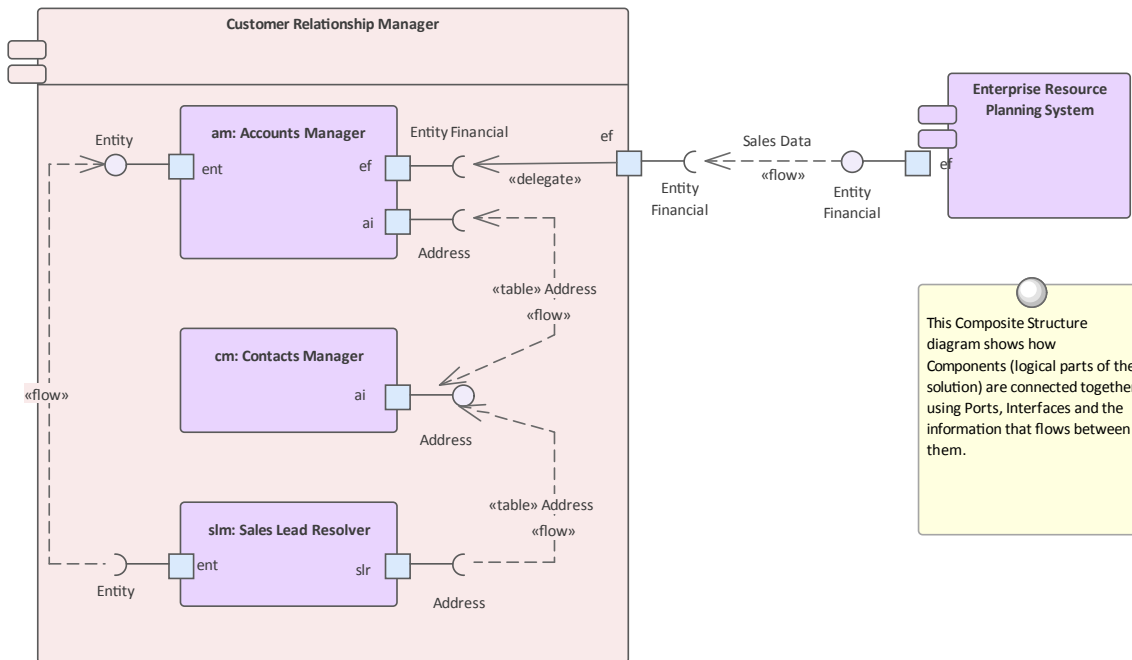 Customer Relationship Manager
Enterprise Resource
Planning System
am: Accounts Manager
Entity Financial
ef
Entity
ent
ef
«delegate»
Sales Data
«flow»
ef
Entity
Financial
Entity
Financial
ai
Address
«table» Address
«flow»
This Composite Structure
diagram shows how
Components (logical parts of the
solution) are connected together
using Ports, Interfaces and the
information that flows between
them.
cm: Contacts Manager
ai
«flow»
Address
«table» Address
«flow»
slm: Sales Lead Resolver
ent
slr
Entity
Address